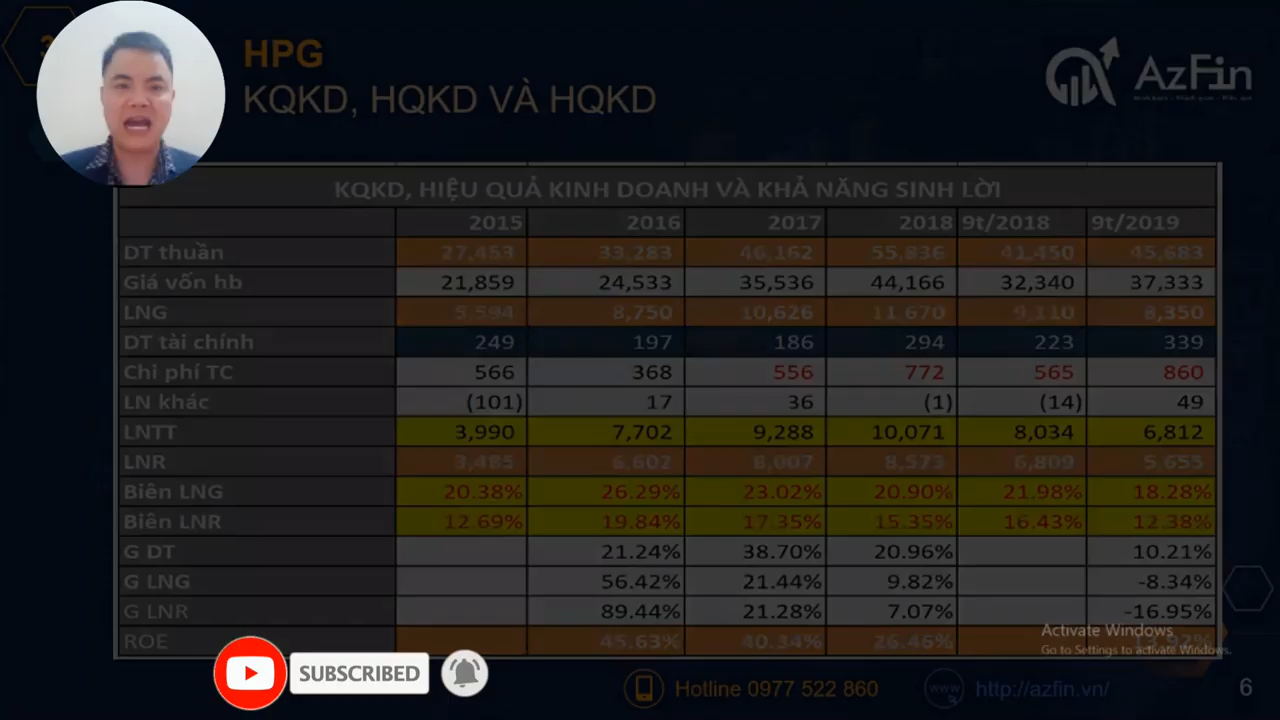 3
HPG
KQKD, HQKD VÀ HQKD
AzFin
KQKD, HIỆU QUẢ KINH DOANH VÀ KHẢ NĂNG SINH LỜI
2015 2016 2017 2018 9t/2018 9t/2019
DT thuần 27,453 33,283 46,162 55,836 41,450 45,683
Giá vốn hb 21,859 24,533 35,536 44,166 32,340 37,333
LNG 5,594 8,750 10,626 11,670 9,110 8,350
DT tài chính 249 197 186 294 223 339
Chi phí TC 566 368 556 772 565 860
LN khác (101) 17 36 (1) (14) 49
LNTT 3,990 7,702 9,288 10,071 8,034 6,812
LNR 3,485 6,602 8,007 8,573 6,809 5,655
Biên LNG 20.38% 26.29% 23.02% 20.90% 21.98% 18.28%
Biên LNR 12.69% 19.84% 17.35% 15.35% 16.43% 12.38%
G DT 21.24% 38.70% 20.96% 10.21%
G LNG 56.42% 21.44% 9.82% -8.34%
G LNR 89.44% 21.28% 7.07% -16.95%
ROE 45.63% 40.34% 26.46%
Activate Windows
Go to Settings to activate Windows.
SUBSCRIBED
Hotline 0977 522 860
www
http://azfin.vn/
6